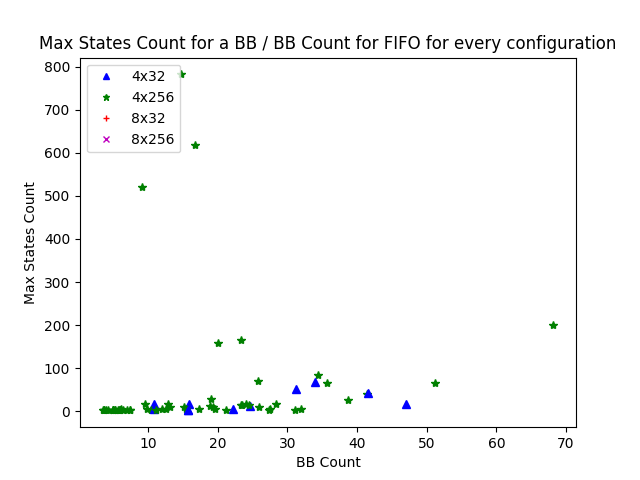 Max States Count for a BB / BB Count for FIFO for every configuration
4x32
4x256
8x32
8x256
800
700
600
500
400
300
200
100
0
Max States Count
10 20 30 40 50 60 70
BB Count